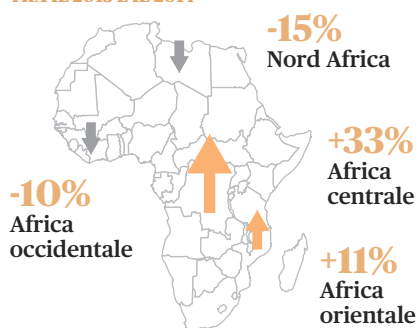 -15%
Nord Africa
+33%
Africa
centrale
-10%
Africa
occidentale
+11%
Africa
orientale